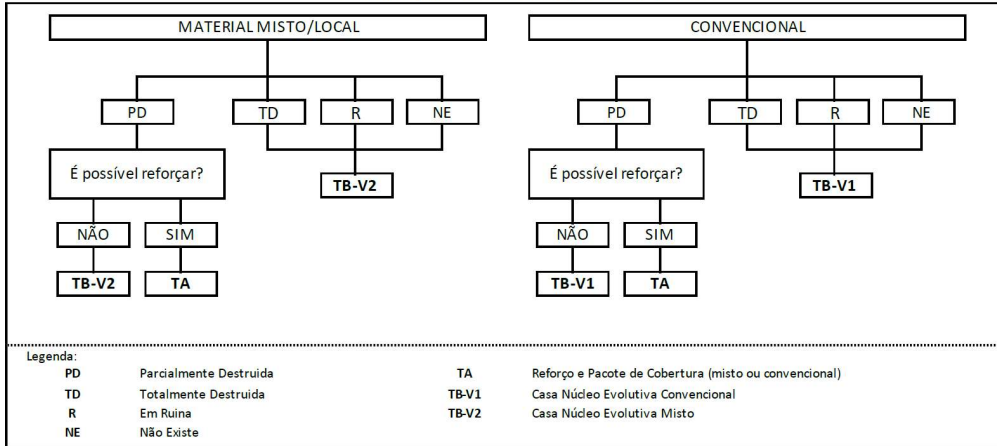 MATERIAL MISTO/LOCAL
PD
TD
R
NE
É possível reforçar?
TB-V2
NÃO
SIM
TB-V2
TA
CONVENCIONAL
PD
TD
R
NE
É possível reforçar?
TB-V1
NÃO
SIM
TB-V1
TA
Legenda:
PD Parcialmente Destruida
TD Totalmente Destruida
R Em Ruina
NE Não Existe
TA Reforço e Pacote de Cobertura (misto ou convencional)
TB-V1 Casa Núcleo Evolutiva Convencional
TB-V2 Casa Núcleo Evolutiva Misto